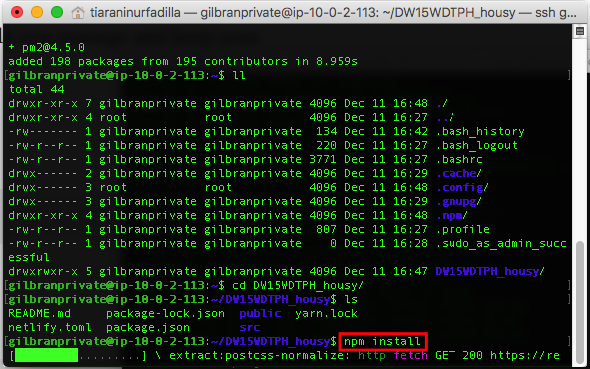 tiaraninurfadilla — gilbranprivate@ip-10-0-2-113: ~/DW15WDTPH_housy — ssh g...
+ pm2@4.5.0
added 198 packages from 195 contributors in 8.959s
[gilbranprivate@ip-10-0-2-113:~$ ll ]
total 44
drwxr-xr-x 7 gilbranprivate gilbranprivate 4096 Dec 11 16:48 ./
drwxr-xr-x 4 root root 4096 Dec 11 16:27 ../
-rw------- 1 gilbranprivate gilbranprivate 134 Dec 11 16:42 .bash_history
-rw-r--r-- 1 gilbranprivate gilbranprivate 220 Dec 11 16:27 .bash_logout
-rw-r--r-- 1 gilbranprivate gilbranprivate 3771 Dec 11 16:27 .bashrc
drwx------ 2 gilbranprivate gilbranprivate 4096 Dec 11 16:29 .cache/
drwx------ 3 root root 4096 Dec 11 16:48 .config/
drwx------ 3 gilbranprivate gilbranprivate 4096 Dec 11 16:29 .gnupg/
drwxr-xr-x 4 gilbranprivate gilbranprivate 4096 Dec 11 16:48 .npm/
-rw-r--r-- 1 gilbranprivate gilbranprivate 807 Dec 11 16:27 .profile
-rw-r--r-- 1 gilbranprivate gilbranprivate 0 Dec 11 16:28 .sudo_as_admin_succ
essful
drwxrwxr-x 5 gilbranprivate gilbranprivate 4096 Dec 11 16:47 DW15WDTPH_housy/
[gilbranprivate@ip-10-0-2-113:~$ cd DW15WDTPH_housy/ ]
[gilbranprivate@ip-10-0-2-113:~/DW15WDTPH_housy$ ls ]
README.md package-lock.json public yarn.lock
netlify.toml package.json src
[gilbranprivate@ip-10-0-2-113:~/DW15WDTPH_housy$ npm install ]
[ .........] \ extract:postcss-normalize: http fetch GET 200 https://re